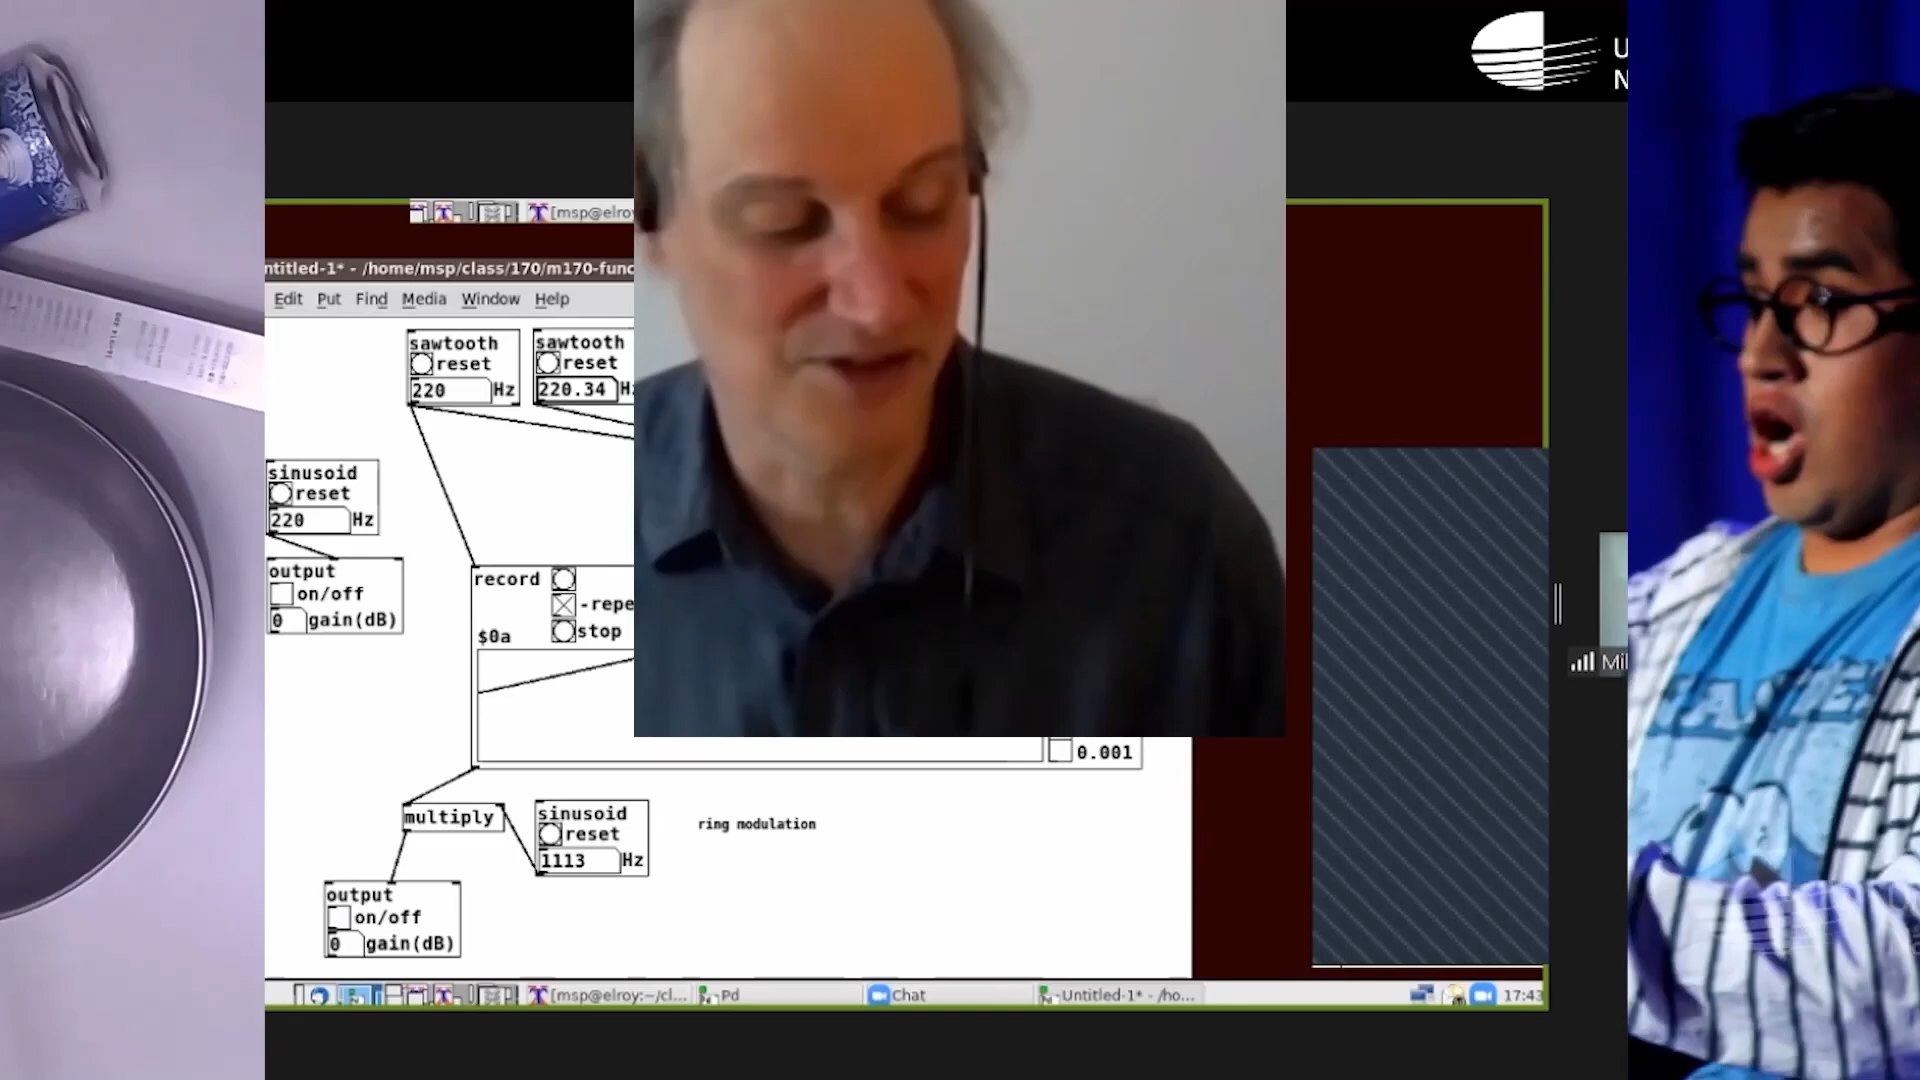 U
N
[msp@elroy
ntitled-1* - /home/msp/class/170/m170-func
Edit Put Find Media Window Help
sawtooth
reset
220 Hz
sawtooth
reset
220.34 Hz
sinusoid
reset
220 Hz
output
on/off
0 gain(dB)
record
-repe
stop
$0a
0.001
multiply
sinusoid
reset
1113 Hz
ring modulation
output
on/off
0 gain(dB)
[msp@elroy:~/cl...
Pd
Chat
Untitled-1* - /ho...
17:43
Mil